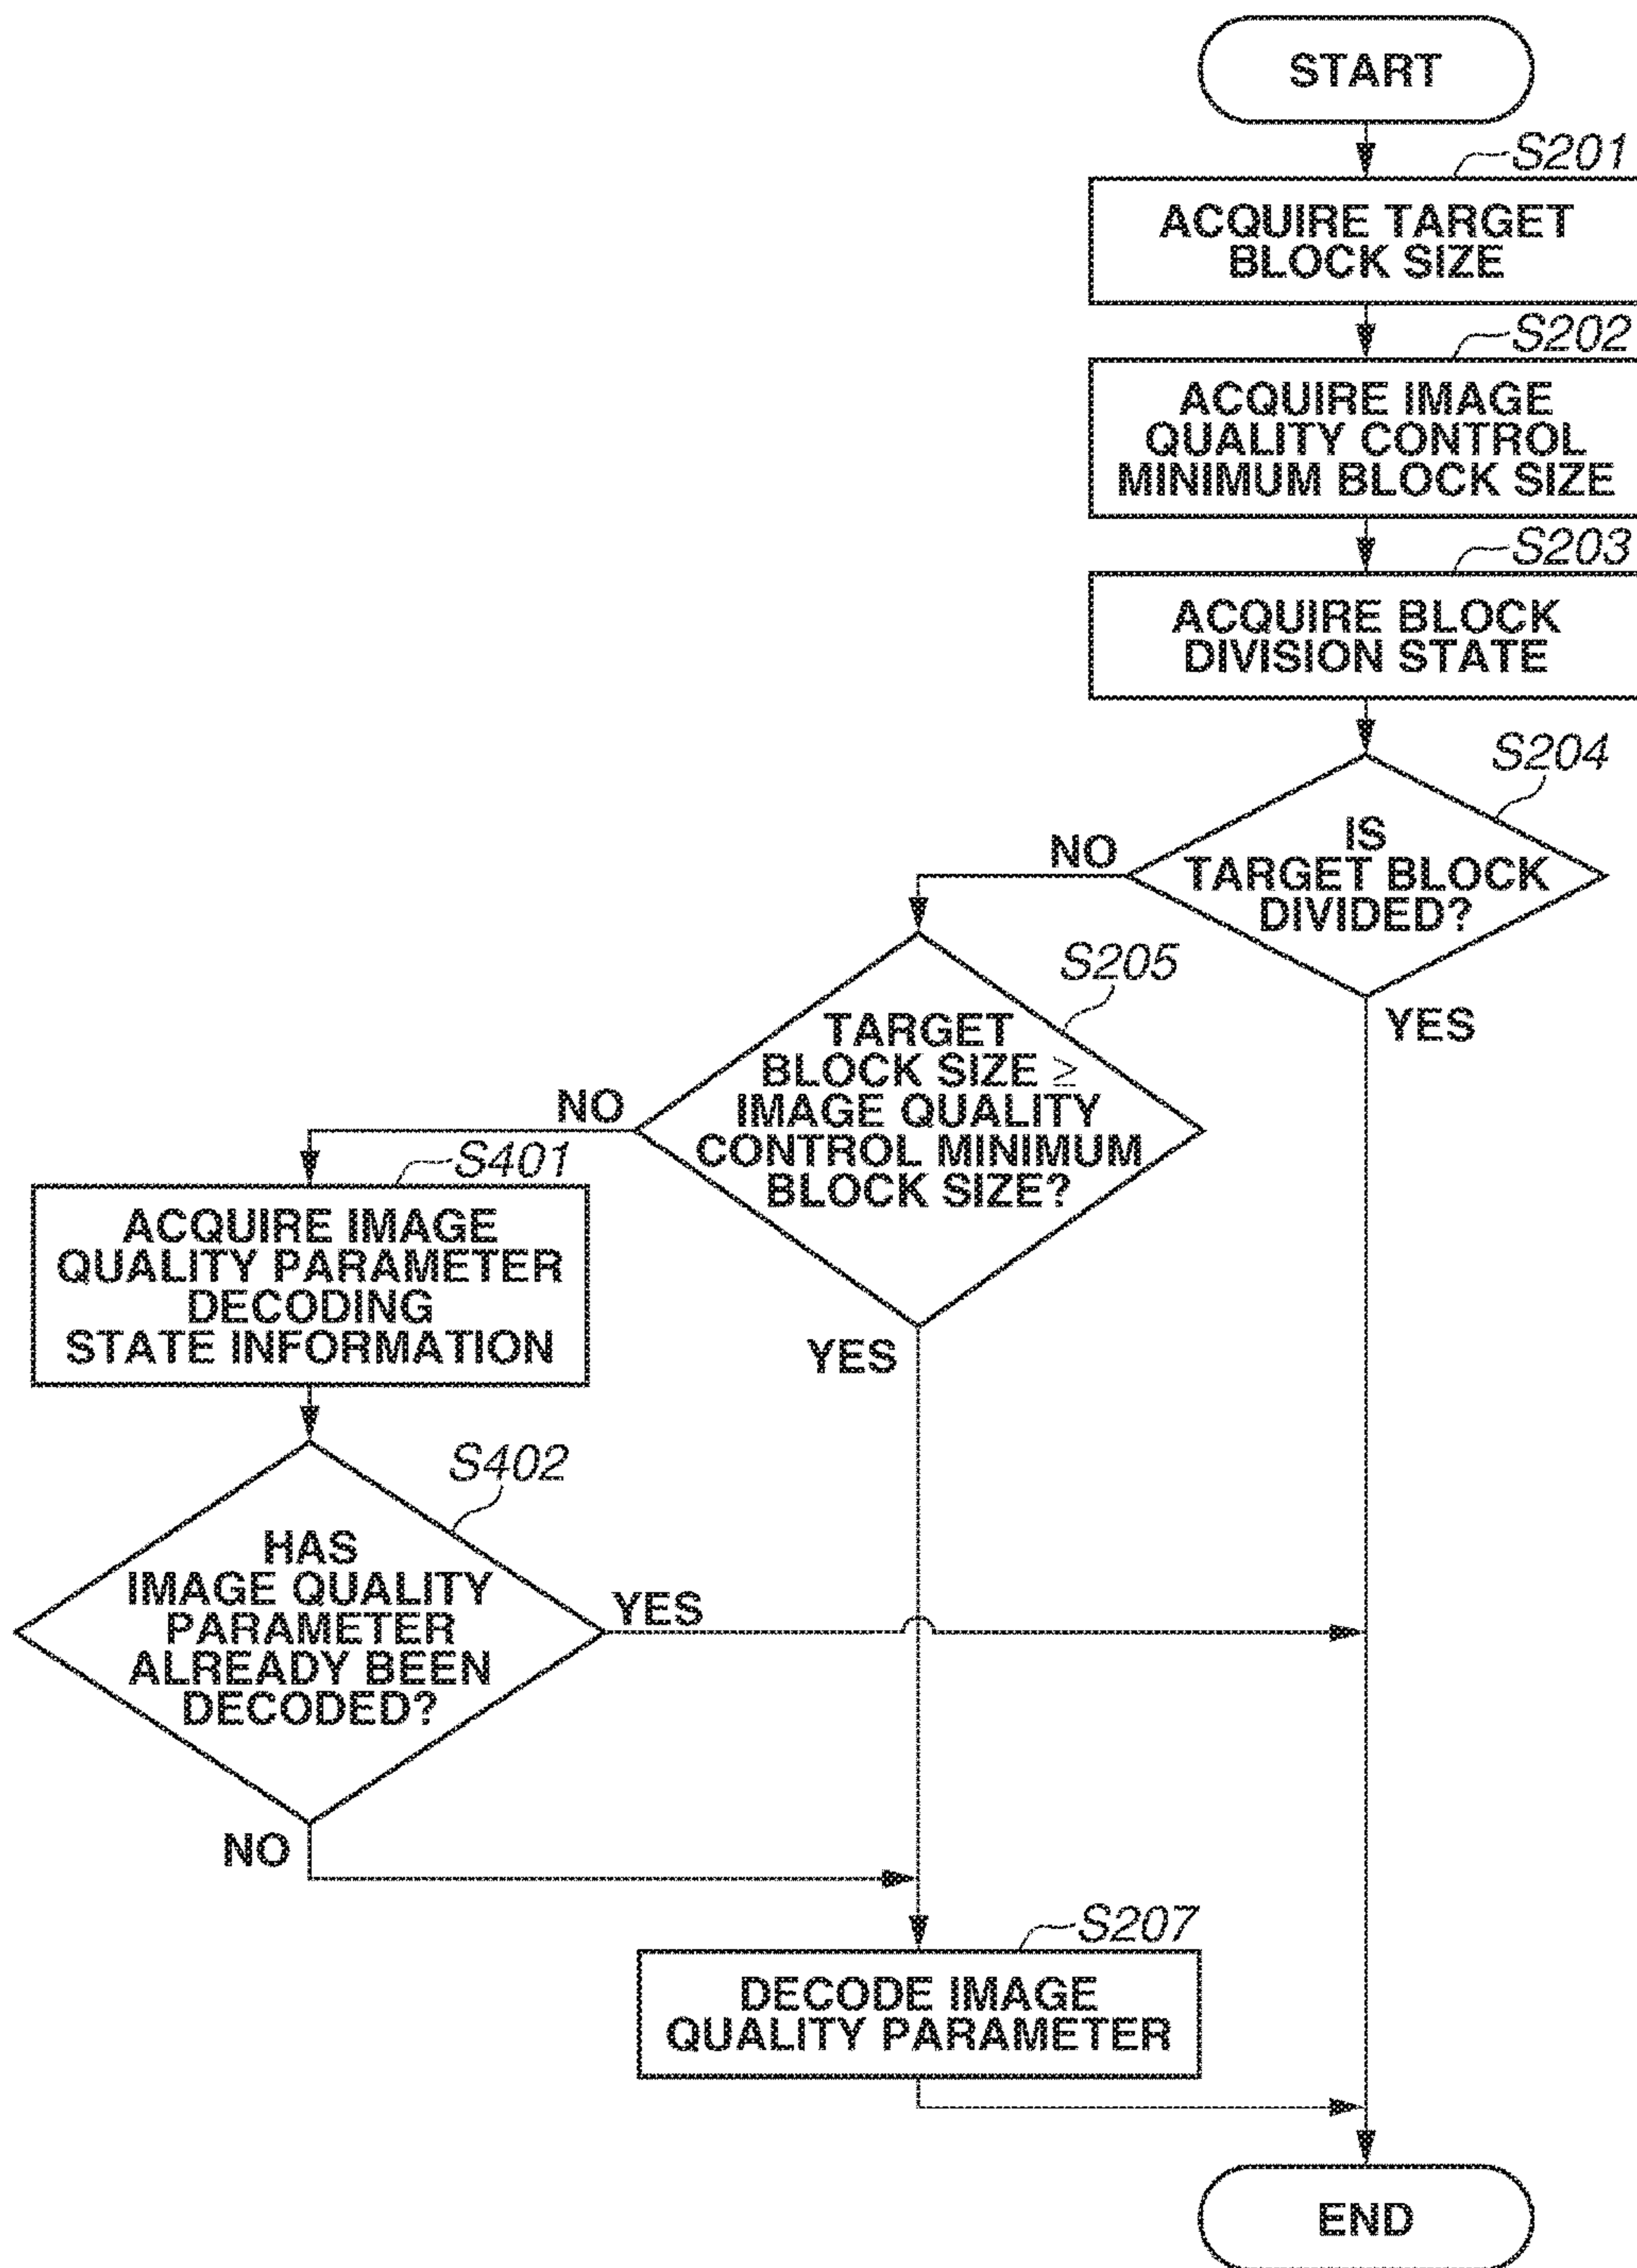 START
S201
ACQUIRE TARGET
BLOCK SIZE
S202
ACQUIRE IMAGE
QUALITY CONTROL
MINIMUM BLOCK SIZE
S203
ACQUIRE BLOCK
DIVISION STATE
S204
IS
TARGET BLOCK
DIVIDED?
NO
YES
S205
TARGET
BLOCK SIZE ≥
IMAGE QUALITY
CONTROL MINIMUM
BLOCK SIZE?
NO
YES
S401
ACQUIRE IMAGE
QUALITY PARAMETER
DECODING
STATE INFORMATION
S402
HAS
IMAGE QUALITY
PARAMETER
ALREADY BEEN
DECODED?
YES
NO
S207
DECODE IMAGE
QUALITY PARAMETER
END